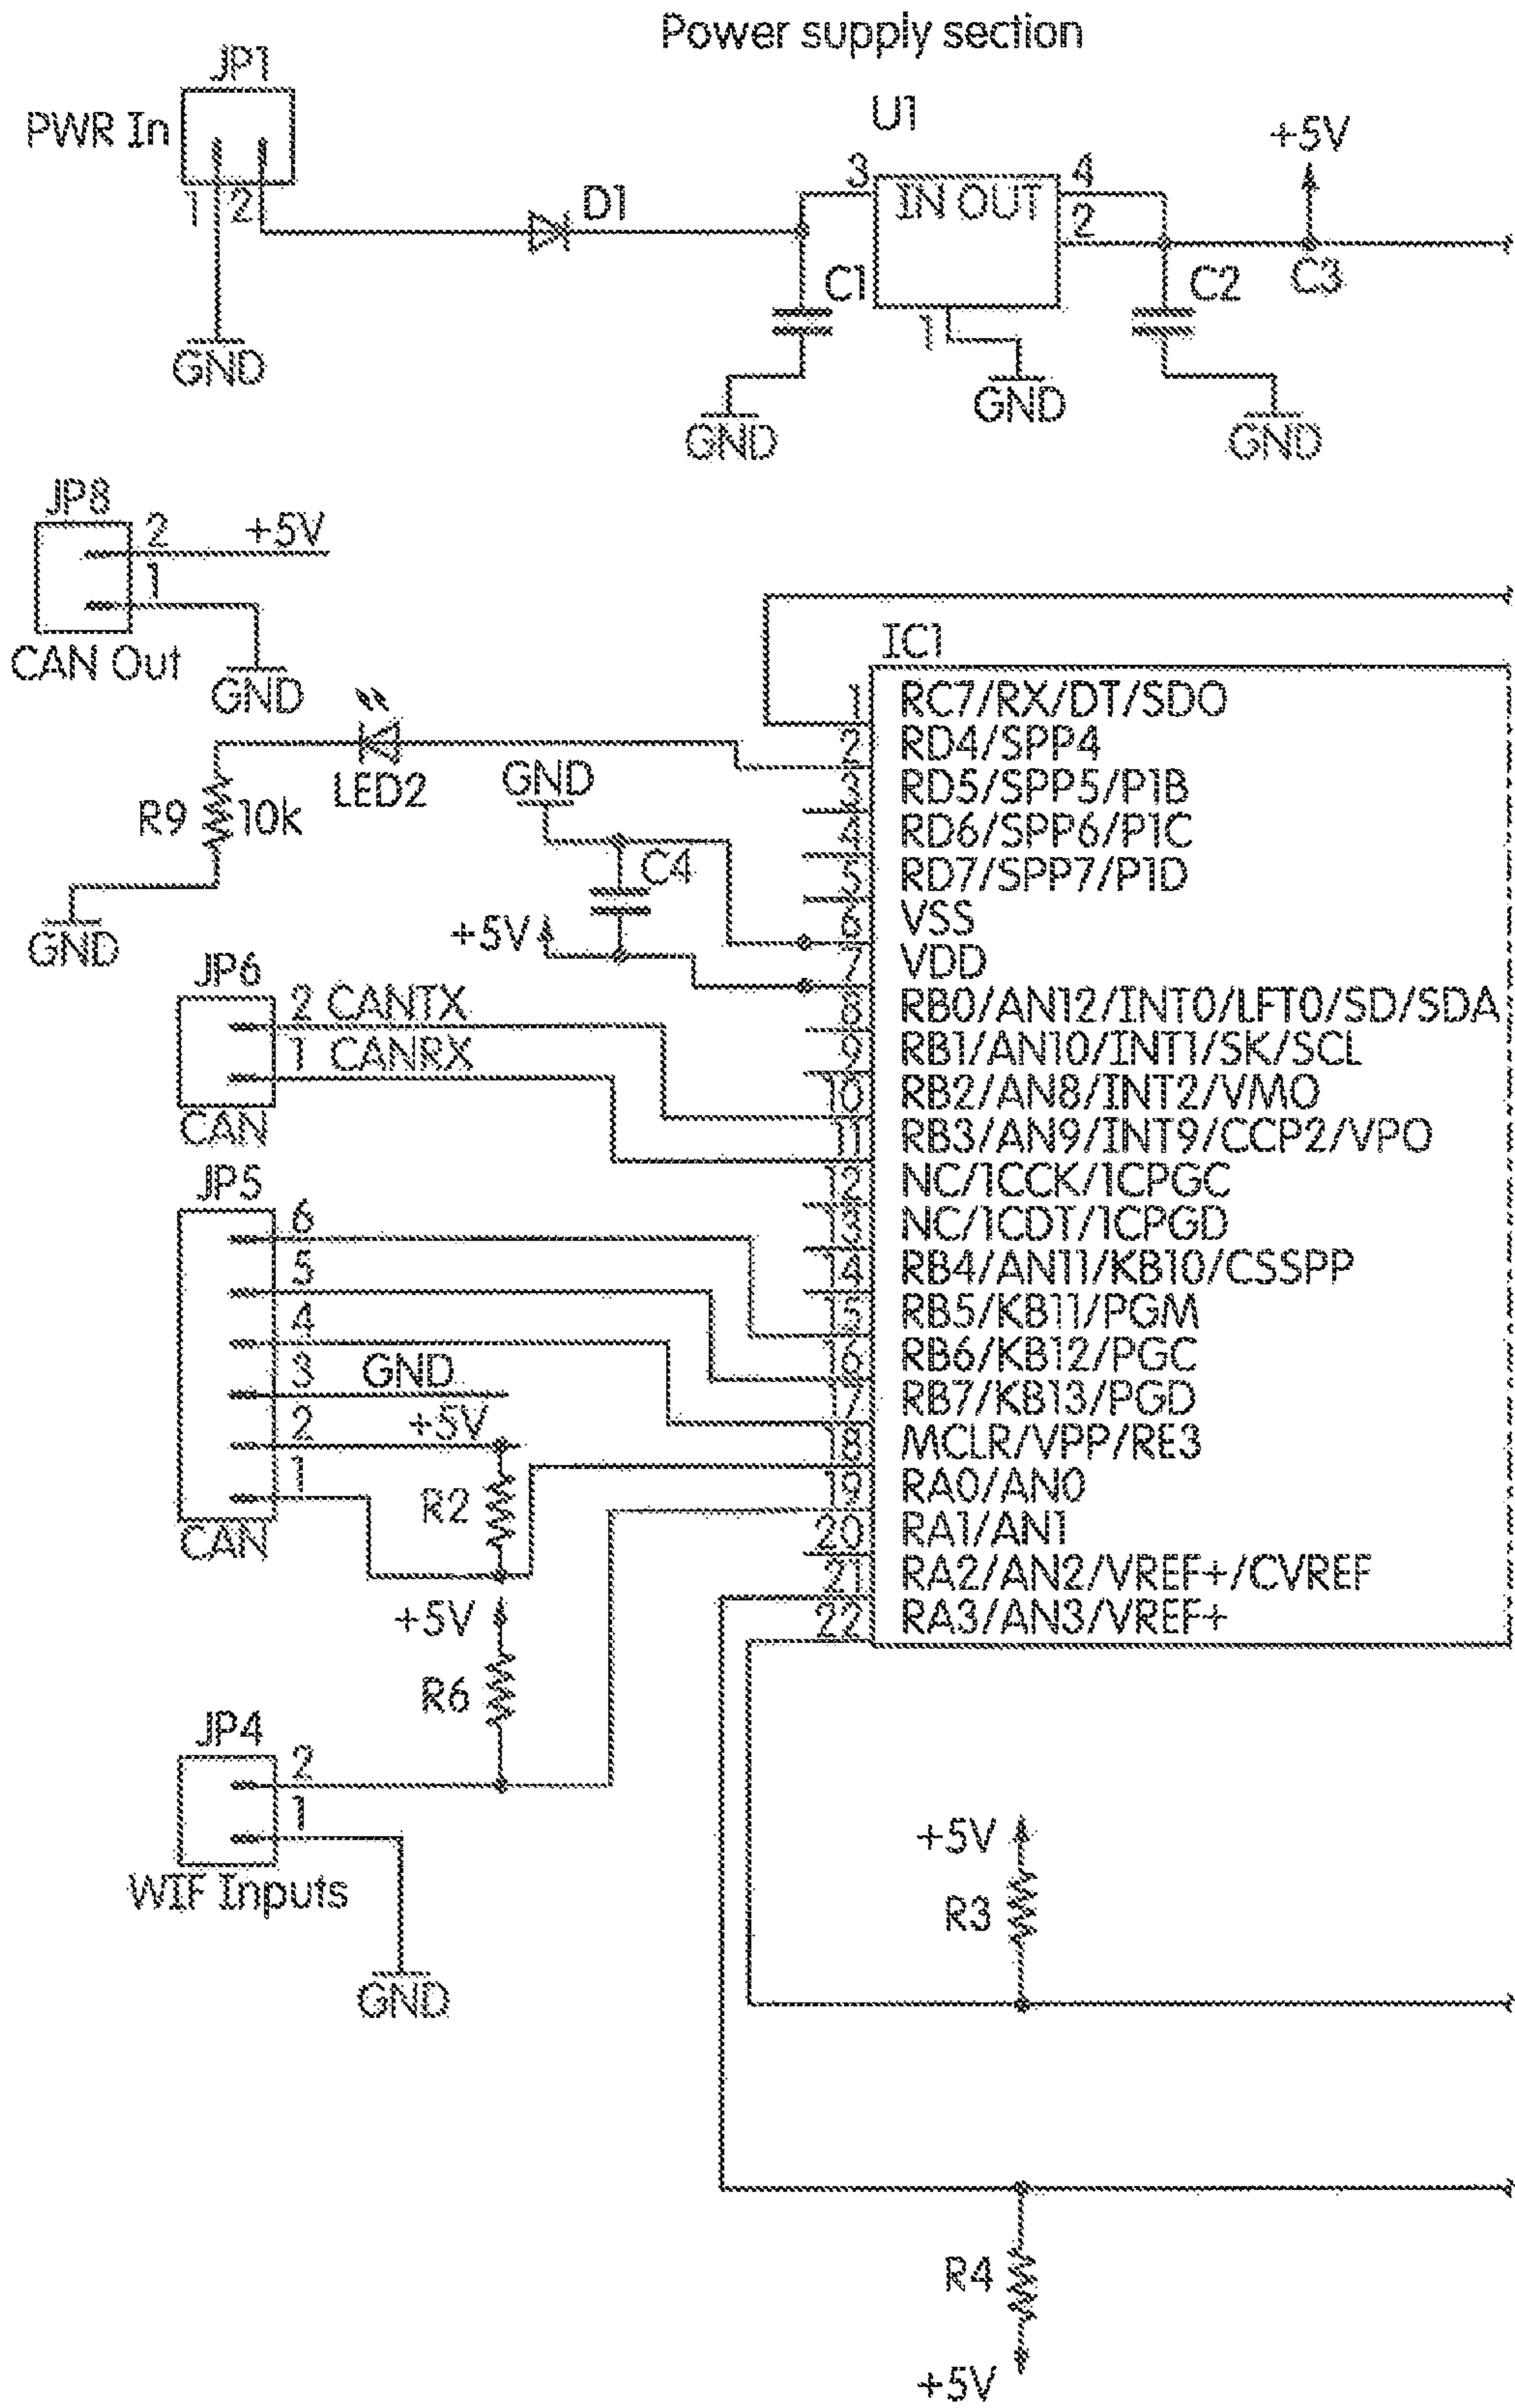 Power supply section
JP1
PWR In
1 2
GND
D1
U1
3
IN OUT
4
2
1
C1
GND
GND
C2
GND
+5V
C3
JP8
2 +5V
1
CAN Out
GND
LED2
R9 10k
GND
GND
C4
+5V
JP6
2 CANTX
1 CANRX
CAN
JP5
6
5
4
3 GND
2 +5V
1
CAN
R2
+5V
R6
JP4
2
1
WIF Inputs
GND
IC1
1 RC7/RX/DT/SDO
2 RD4/SPP4
3 RD5/SPP5/P1B
4 RD6/SPP6/P1C
5 RD7/SPP7/P1D
6 VSS
7 VDD
8 RB0/AN12/INT0/LFT0/SD/SDA
9 RB1/AN10/INT1/SK/SCL
10 RB2/AN8/INT2/VMO
11 RB3/AN9/INT9/CCP2/VPO
12 NC/1CCK/1CPGC
13 NC/1CDT/1CPGD
14 RB4/AN11/KB10/CSSPP
15 RB5/KB11/PGM
16 RB6/KB12/PGC
17 RB7/KB13/PGD
18 MCLR/VPP/RE3
19 RA0/AN0
20 RA1/AN1
21 RA2/AN2/VREF+/CVREF
22 RA3/AN3/VREF+
+5V
R3
R4
+5V